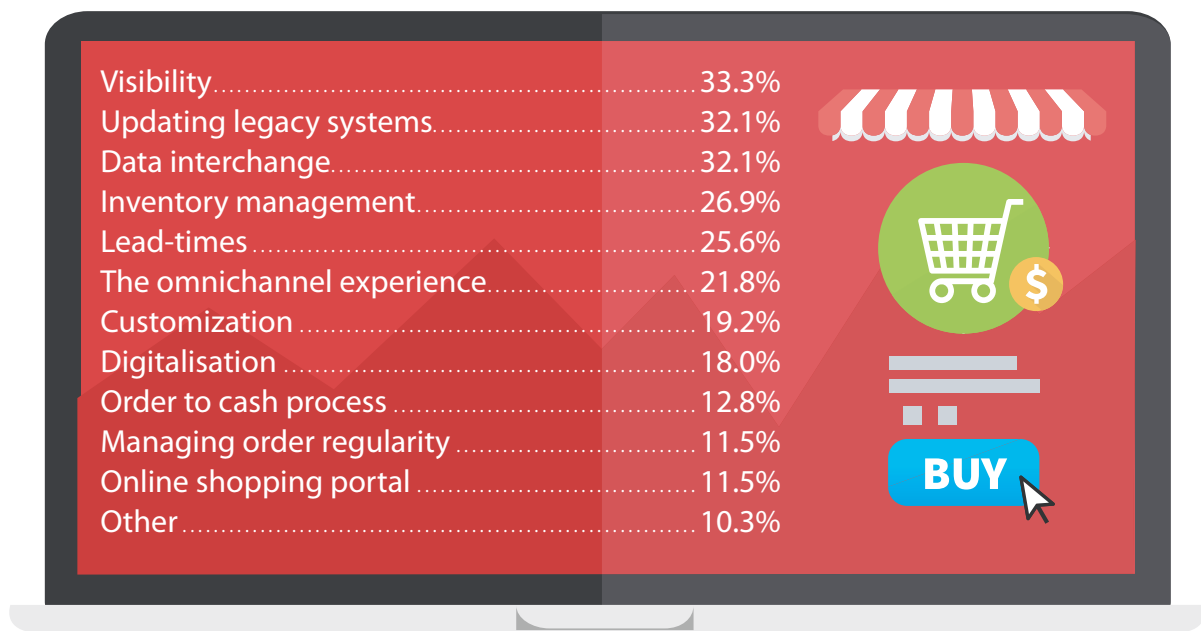 Visibility 33.3%
Updating legacy systems 32.1%
Data interchange 32.1%
Inventory management 26.9%
Lead-times 25.6%
The omnichannel experience 21.8%
Customization 19.2%
Digitalisation 18.0%
Order to cash process 12.8%
Managing order regularity 11.5%
Online shopping portal 11.5%
Other 10.3%
$
BUY